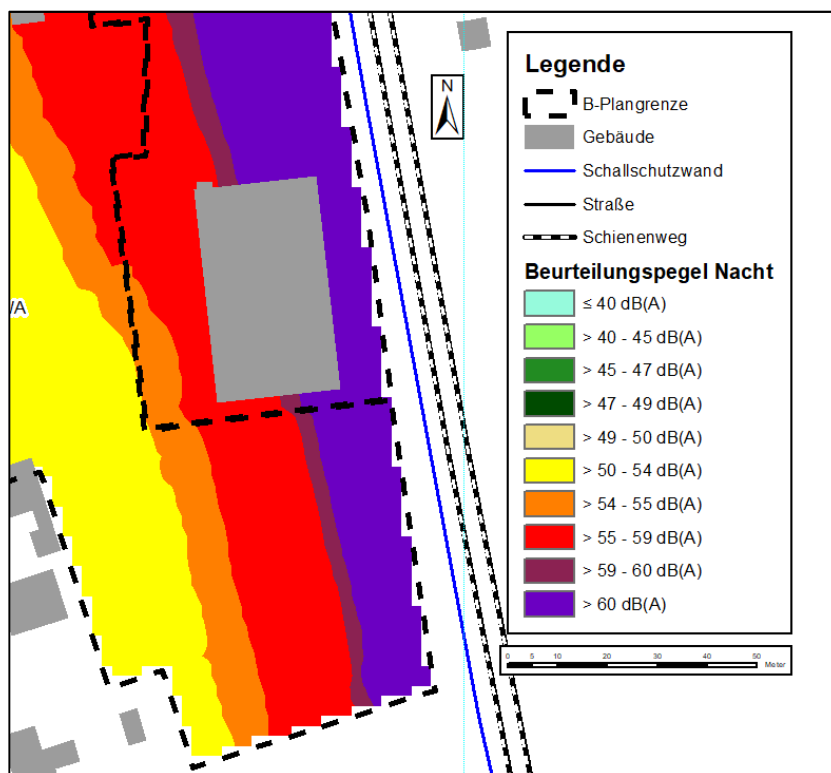 N
/A
Legende
B-Plangrenze
Gebäude
Schallschutzwand
Straße
Schienenweg
Beurteilungspegel Nacht
≤ 40 dB(A)
> 40 - 45 dB(A)
> 45 - 47 dB(A)
> 47 - 49 dB(A)
> 49 - 50 dB(A)
> 50 - 54 dB(A)
> 54 - 55 dB(A)
> 55 - 59 dB(A)
> 59 - 60 dB(A)
> 60 dB(A)
0 5 10 20 30 40 50
Meter